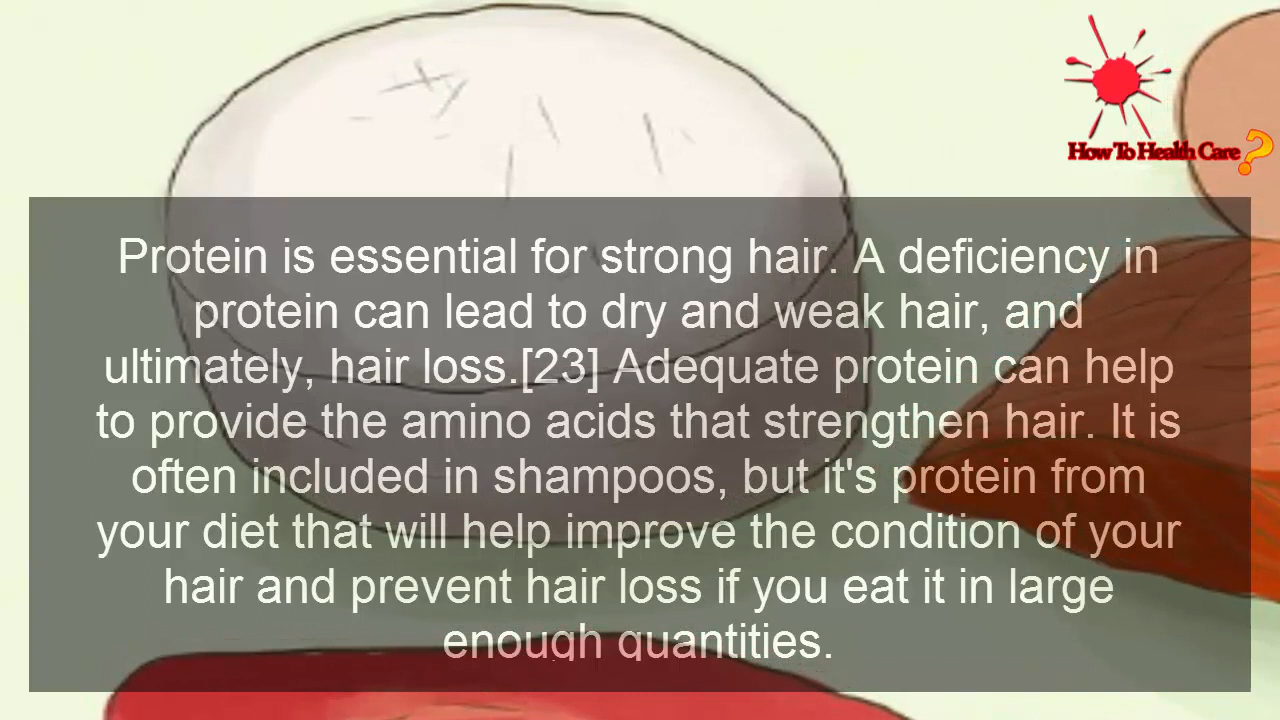 How To Health Care?
Protein is essential for strong hair. A deficiency in
protein can lead to dry and weak hair, and
ultimately, hair loss.[23] Adequate protein can help
to provide the amino acids that strengthen hair. It is
often included in shampoos, but it's protein from
your diet that will help improve the condition of your
hair and prevent hair loss if you eat it in large
enough quantities.